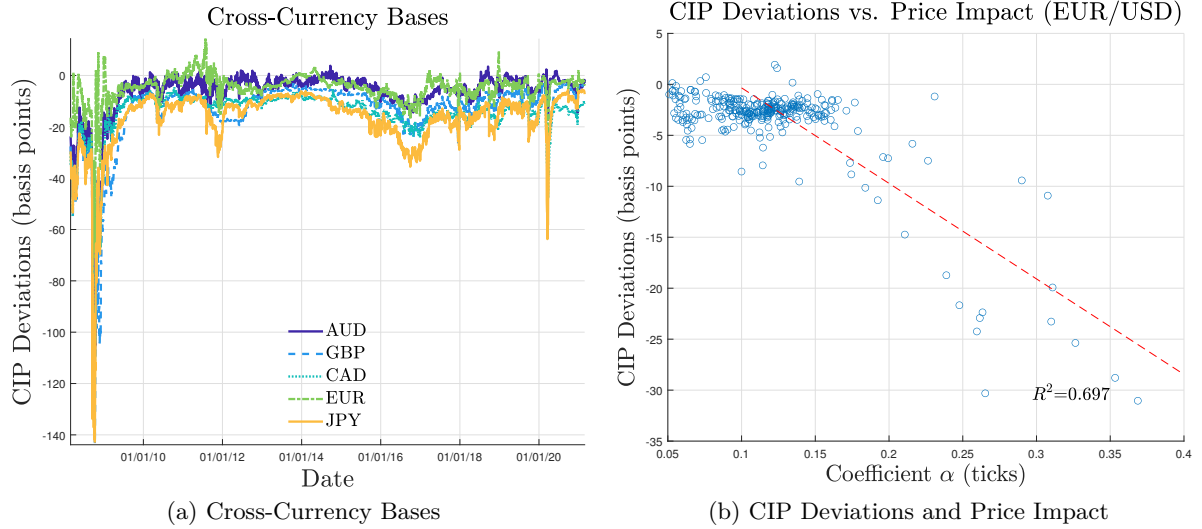 Cross-Currency Bases
CIP Deviations (basis points)
0
-20
-40
-60
-80
-100
-120
-140
AUD
GBP
CAD
EUR
JPY
01/01/10 01/01/12 01/01/14 01/01/16 01/01/18 01/01/20
Date
(a) Cross-Currency Bases
CIP Deviations vs. Price Impact (EUR/USD)
CIP Deviations (basis points)
5
0
-5
-10
-15
-20
-25
-30
-35
R²=0.697
0.05 0.1 0.15 0.2 0.25 0.3 0.35 0.4
Coefficient α (ticks)
(b) CIP Deviations and Price Impact